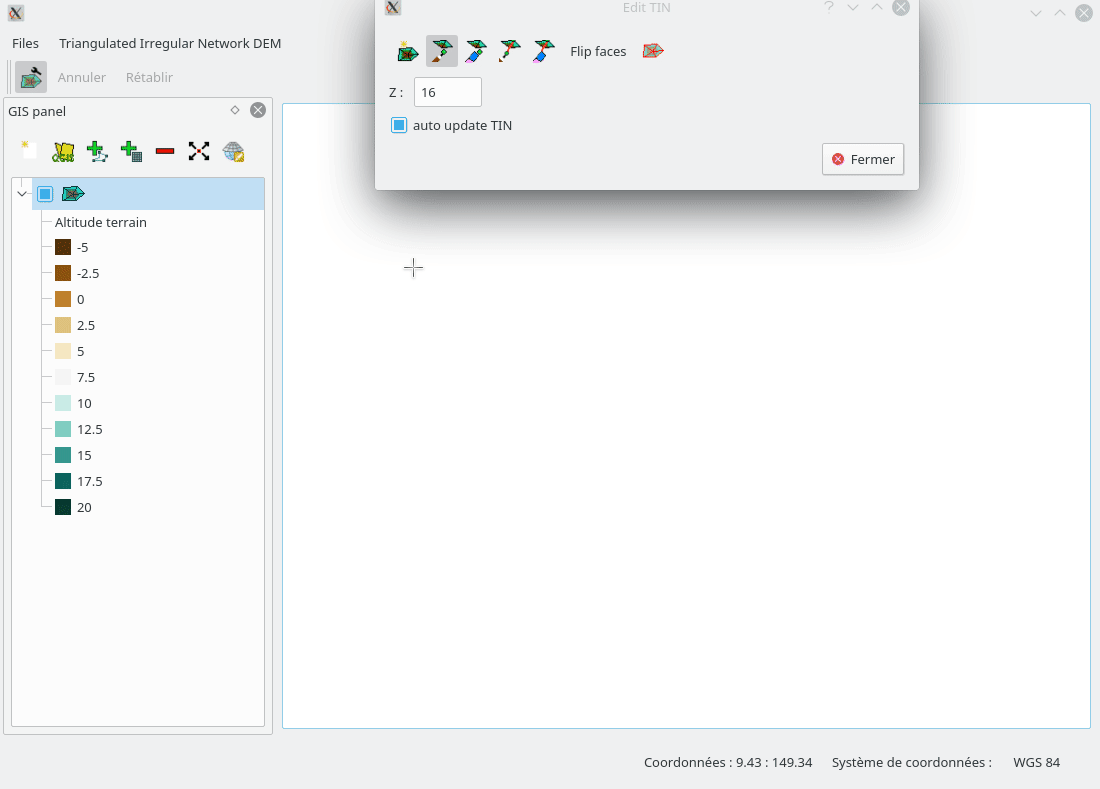 Edit TIN
Files Triangulated Irregular Network DEM
Flip faces
Annuler Rétablir
Z : 16
GIS panel
auto update TIN
Fermer
Altitude terrain
-5
-2.5
0
2.5
5
7.5
10
12.5
15
17.5
20
Coordonnées : 9.43 : 149.34 Système de coordonnées : WGS 84